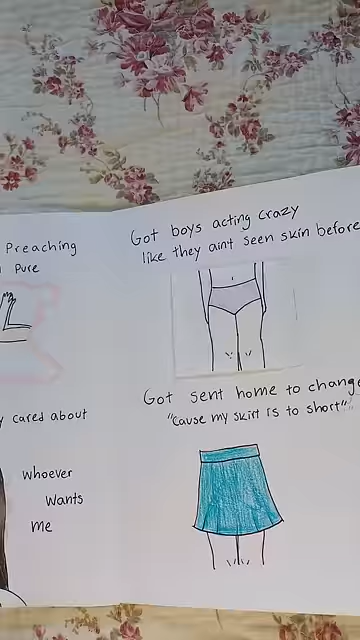 Preaching
Pure
cared about
whoever
wants
me
Got boys acting crazy
like they ain't seen skin before
Got sent home to change
"cause my skirt is to short"